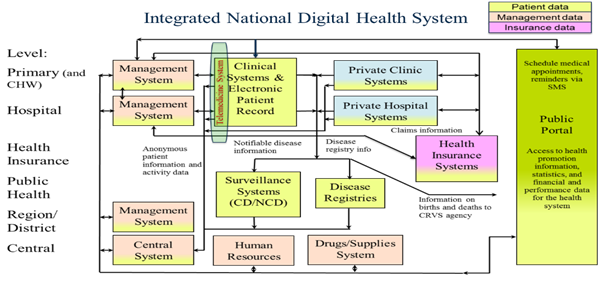 Integrated National Digital Health System
Patient data
Management data
Insurance data
Level:
Primary (and
CHW)
Hospital
Health
Insurance
Public
Health
Region/
District
Central
Management
System
Management
System
Telemedicine System
Clinical
Systems &
Electronic
Patient
Record
Private Clinic
Systems
Private Hospital
Systems
Claims information
Anonymous
patient
information and
activity data
Notifiable disease
information
Disease
registry info
Health
Insurance
Systems
Surveillance
Systems
(CD/NCD)
Disease
Registries
Information on
births and deaths to
CRVS agency
Management
System
Central
System
Human
Resources
Drugs/Supplies
System
Schedule medical
appointments,
reminders via
SMS
Public
Portal
Access to health
promotion
information,
statistics, and
financial and
performance data
for the health
system